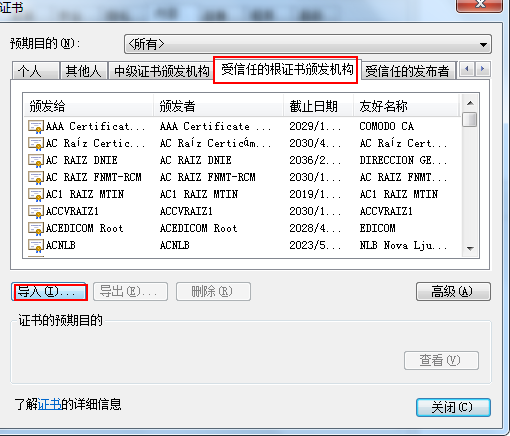 证书
预期目的(N): <所有>
个人 其他人 中级证书颁发机构 受信任的根证书颁发机构 受信任的发布者
颁发给 颁发者 截止日期 友好名称
AAA Certificat... AAA Certificate ... 2029/1... COMODO CA
AC Raíz Certic... AC Raíz Certicám... 2030/4... AC Raíz Cert...
AC RAIZ DNIE AC RAIZ DNIE 2036/2... DIRECCION GE...
AC RAIZ FNMT-RCM AC RAIZ FNMT-RCM 2030/1... AC RAIZ FNMT...
AC1 RAIZ MTIN AC1 RAIZ MTIN 2019/1... AC1 RAIZ MTIN
ACCVRAIZ1 ACCVRAIZ1 2030/1... ACCVRAIZ1
ACEDICOM Root ACEDICOM Root 2028/4... EDICOM
ACNLB ACNLB 2023/5... NLB Nova Lju...
导入(I)... 导出(E)... 删除(R) 高级(A)
证书的预期目的
查看(V)
了解证书的详细信息
关闭(C)